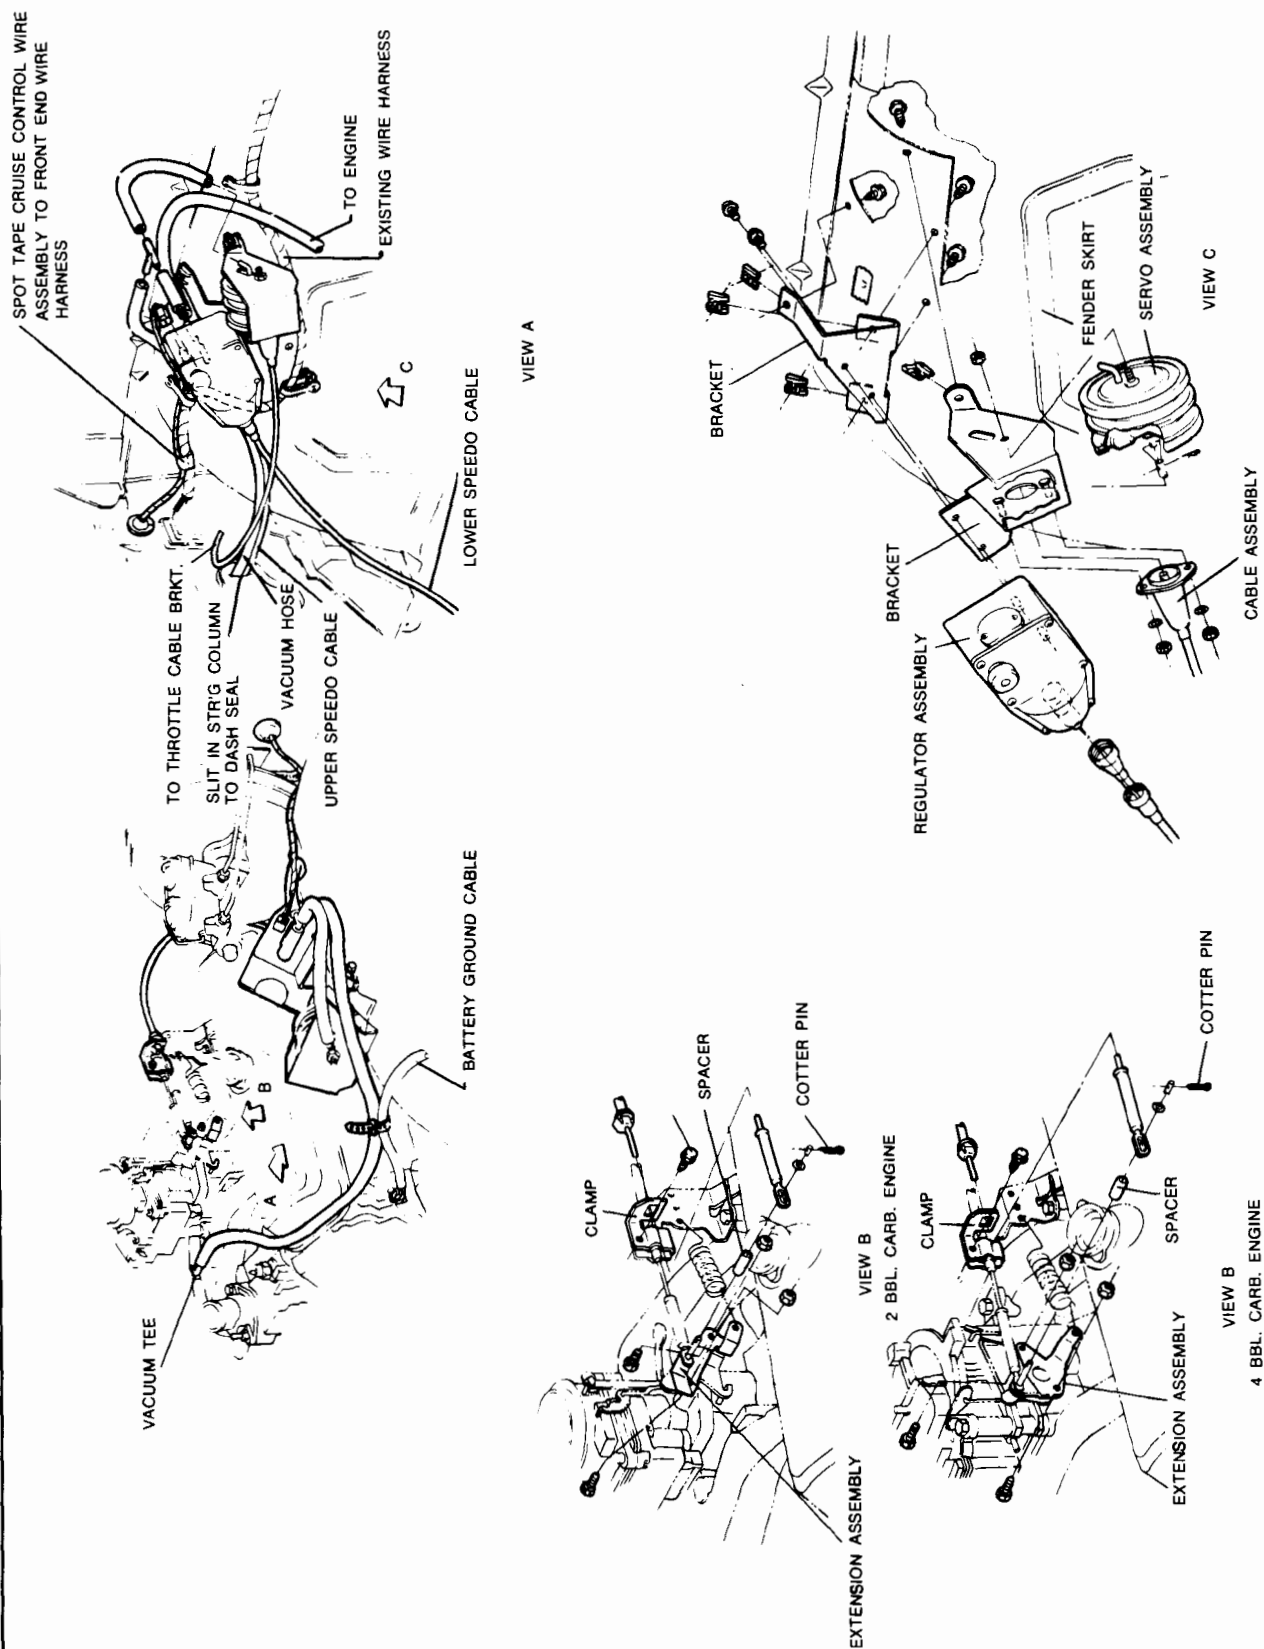 VACUUM TEE
A
B
BATTERY GROUND CABLE
SPOT TAPE CRUISE CONTROL WIRE
ASSEMBLY TO FRONT END WIRE
HARNESS
TO THROTTLE CABLE BRKT.
SLIT IN STR'G COLUMN
TO DASH SEAL
VACUUM HOSE
UPPER SPEEDO CABLE
TO ENGINE
EXISTING WIRE HARNESS
C
LOWER SPEEDO CABLE
VIEW A
CLAMP
SPACER
COTTER PIN
EXTENSION ASSEMBLY
VIEW B
2 BBL. CARB. ENGINE
CLAMP
SPACER
COTTER PIN
EXTENSION ASSEMBLY
VIEW B
4 BBL. CARB. ENGINE
BRACKET
BRACKET
REGULATOR ASSEMBLY
FENDER SKIRT
SERVO ASSEMBLY
CABLE ASSEMBLY
VIEW C